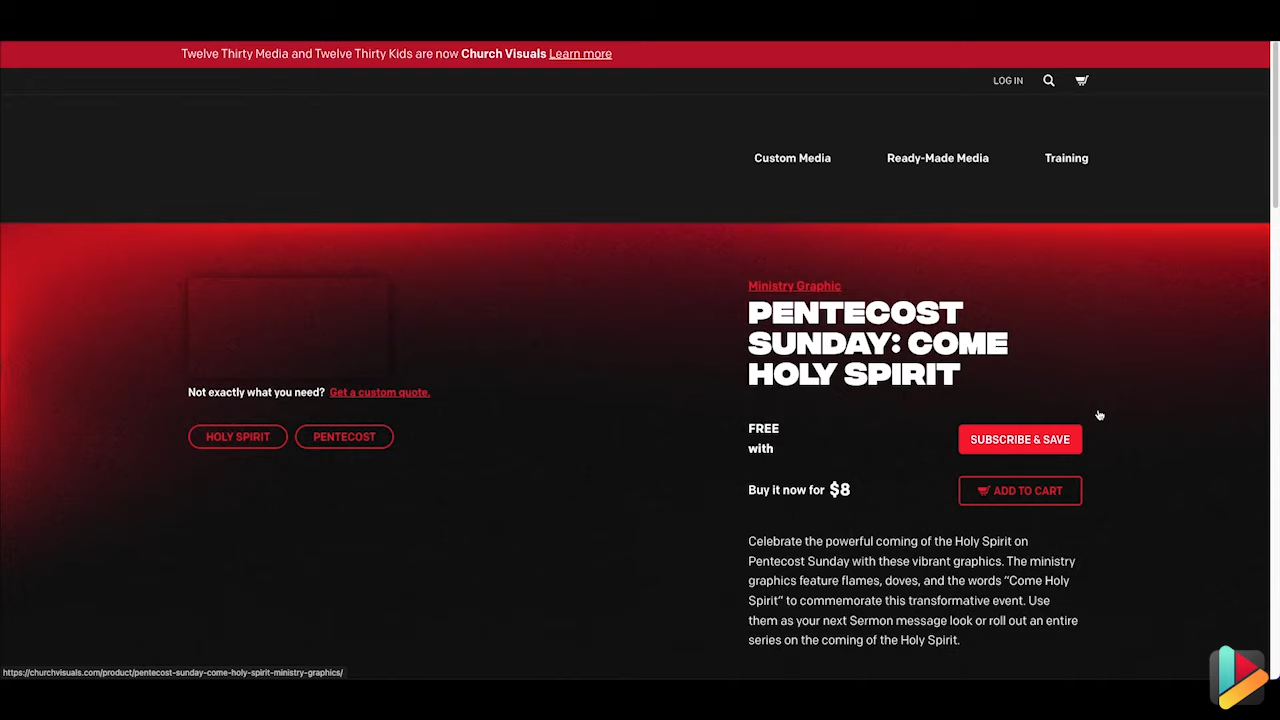 Twelve Thirty Media and Twelve Thirty Kids are now Church Visuals Learn more
LOG IN
Custom Media
Ready-Made Media
Training
Ministry Graphic
PENTECOST
SUNDAY: COME
HOLY SPIRIT
Not exactly what you need? Get a custom quote.
HOLY SPIRIT
PENTECOST
FREE
with
SUBSCRIBE & SAVE
Buy it now for $8
ADD TO CART
Celebrate the powerful coming of the Holy Spirit on
Pentecost Sunday with these vibrant graphics. The ministry
graphics feature flames, doves, and the words “Come Holy
Spirit” to commemorate this transformative event. Use
them as your next Sermon message look or roll out an entire
series on the coming of the Holy Spirit.
https://churchvisuals.com/product/pentecost-sunday-come-holy-spirit-ministry-graphics/